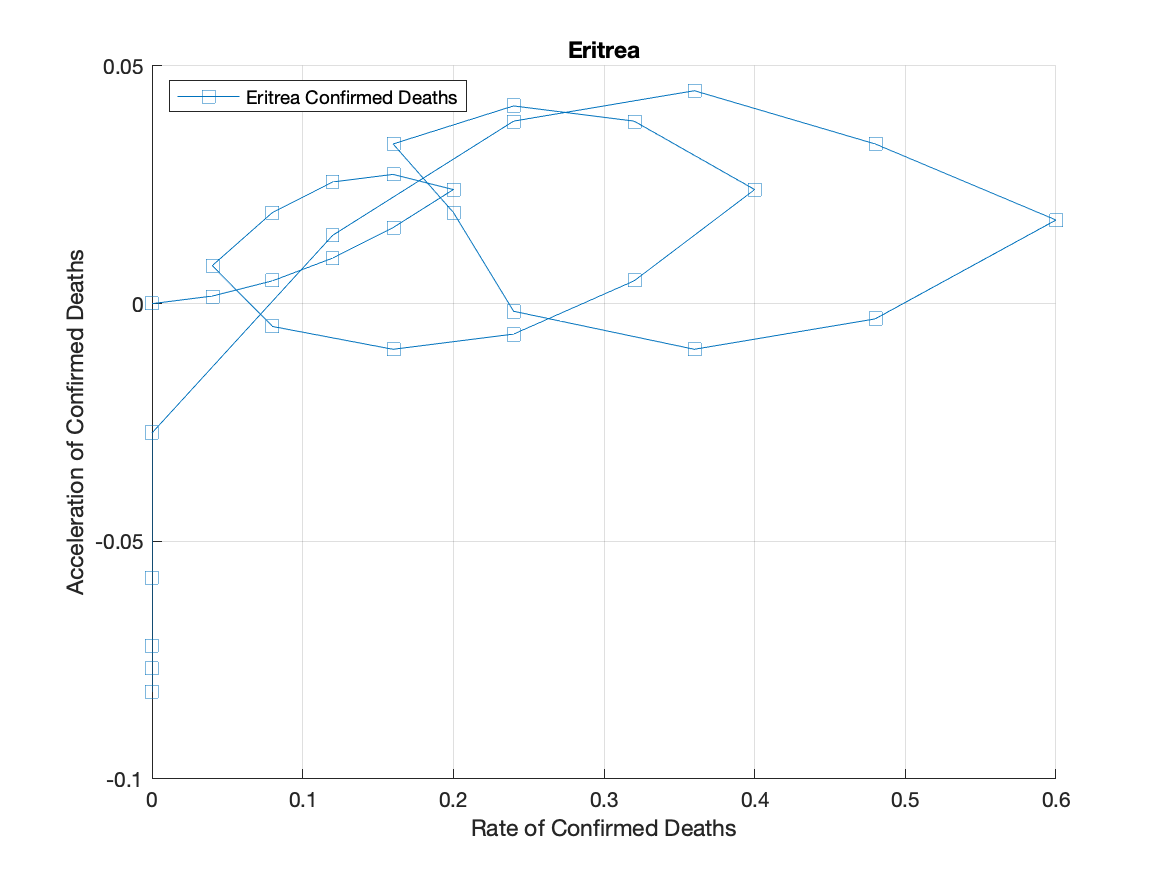 Eritrea
Eritrea Confirmed Deaths
Acceleration of Confirmed Deaths
0.05
0
-0.05
-0.1
0 0.1 0.2 0.3 0.4 0.5 0.6
Rate of Confirmed Deaths